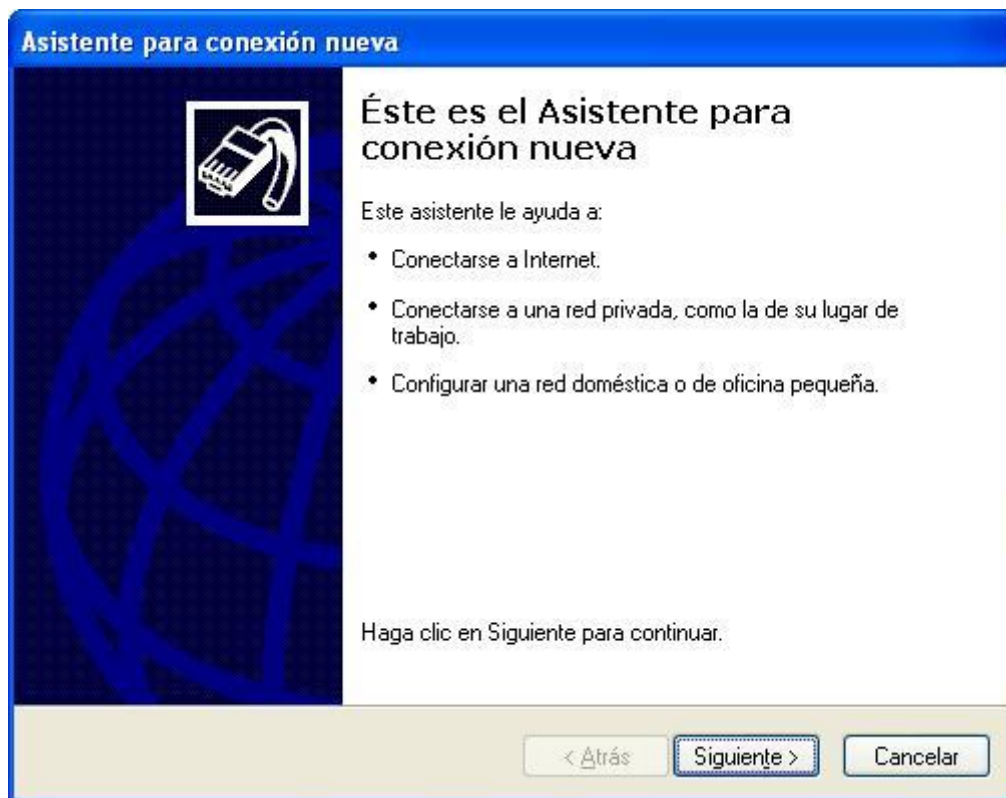 Asistente para conexión nueva
Éste es el Asistente para
conexión nueva
Este asistente le ayuda a:
• Conectarse a Internet.
• Conectarse a una red privada, como la de su lugar de
trabajo.
• Configurar una red doméstica o de oficina pequeña.
Haga clic en Siguiente para continuar.
< Atrás Siguiente > Cancelar